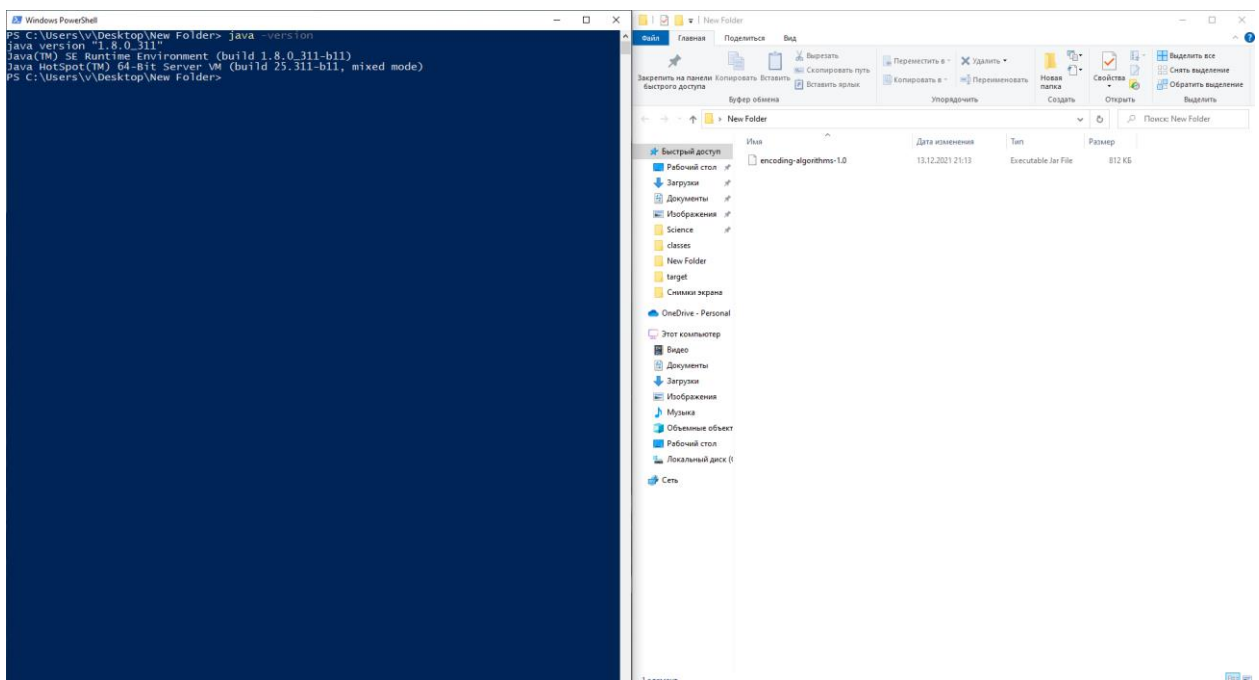 Windows PowerShell
PS C:\Users\v\Desktop\New Folder> java -version
java version "1.8.0_311"
Java(TM) SE Runtime Environment (build 1.8.0_311-b11)
Java HotSpot(TM) 64-Bit Server VM (build 25.311-b11, mixed mode)
PS C:\Users\v\Desktop\New Folder>
New Folder
Файл Главная Поделиться Вид
Закрепить на панели быстрого доступа
Копировать
Вставить
Вырезать
Скопировать путь
Вставить ярлык
Переместить в
Копировать в
Удалить
Переименовать
Новая папка
Свойства
Выделить все
Снять выделение
Обратить выделение
Буфер обмена Упорядочить Создать Открыть Выделить
New Folder
Поиск: New Folder
Имя Дата изменения Тип Размер
encoding-algorithms-1.0 13.12.2021 21:13 Executable Jar File 812 КБ
Быстрый доступ
Рабочий стол
Загрузки
Документы
Изображения
Science
classes
New Folder
target
Снимки экрана
OneDrive - Personal
Этот компьютер
Видео
Документы
Загрузки
Изображения
Музыка
Объемные объект
Рабочий стол
Локальный диск (
Сеть